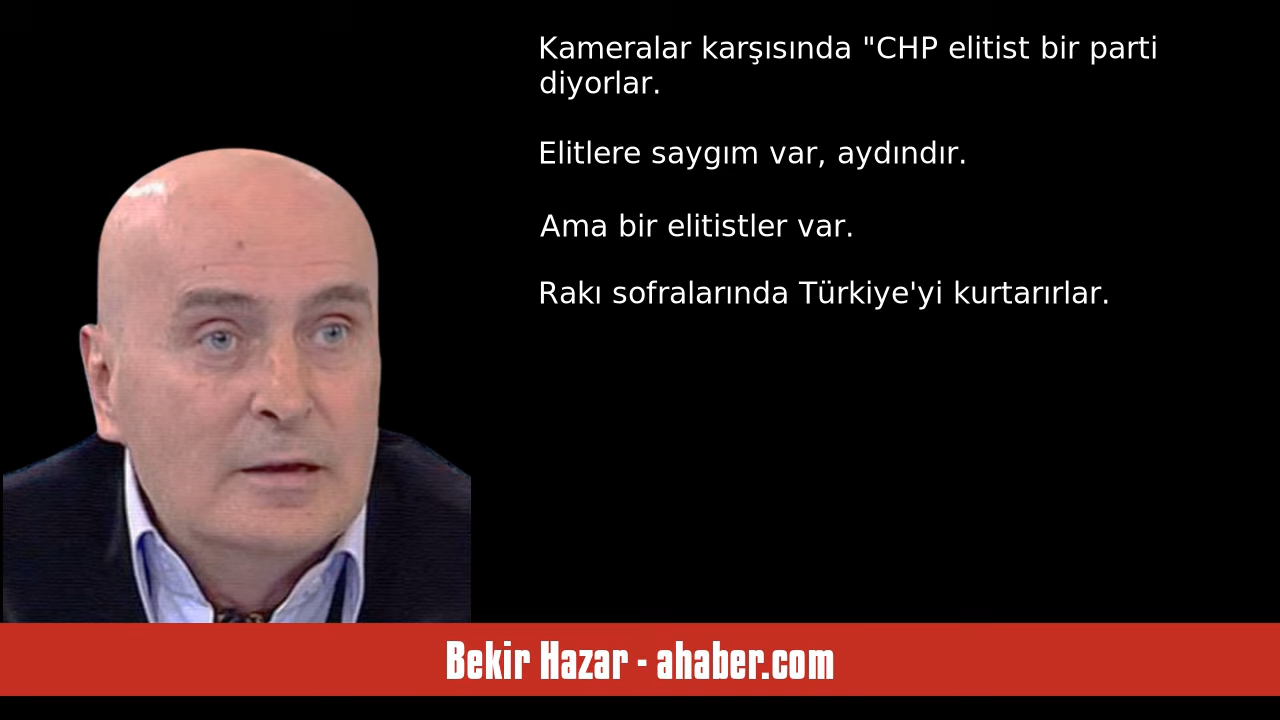 Kameralar karşısında "CHP elitist bir parti
diyorlar.
Elitlere saygım var, aydındır.
Ama bir elitistler var.
Rakı sofralarında Türkiye'yi kurtarırlar.
Bekir Hazar - ahaber.com